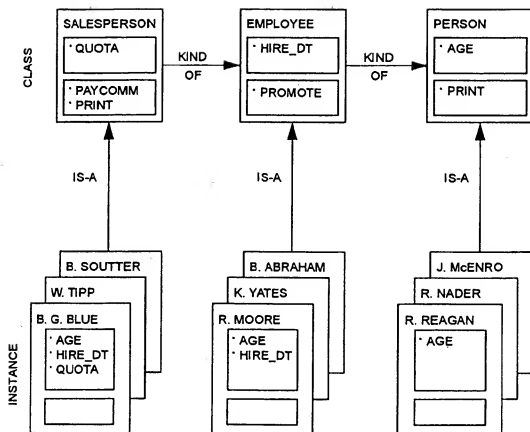 SALESPERSON
· QUOTA
· PAYCOMM
· PRINT
KIND
OF
EMPLOYEE
· HIRE_DT
· PROMOTE
KIND
OF
PERSON
· AGE
· PRINT
CLASS
IS-A
IS-A
IS-A
B. SOUTTER
W. TIPP
B. G. BLUE
· AGE
· HIRE_DT
· QUOTA
B. ABRAHAM
K. YATES
R. MOORE
· AGE
· HIRE_DT
J. McENRO
R. NADER
R. REAGAN
· AGE
INSTANCE